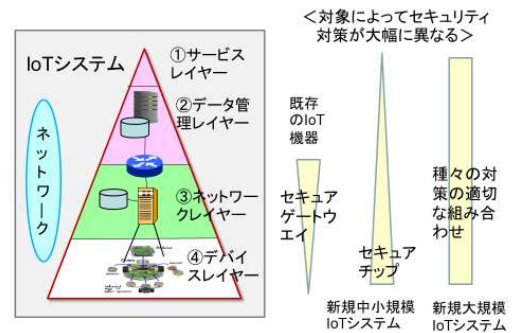 ＜対象によってセキュリティ
対策が大幅に異なる＞
IoTシステム
①サービス
レイヤー
②データ管
理レイヤー
③ネットワー
クレイヤー
④デバイ
スレイヤー
ネットワーク
既存
のIoT
機器
セキュア
ゲートウ
エイ
セキュア
チップ
種々の対
策の適切
な組み合
わせ
新規中小規模
IoTシステム
新規大規模
IoTシステム